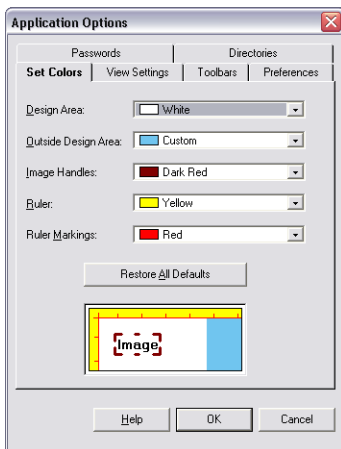 Application Options
Passwords Directories
Set Colors View Settings Toolbars Preferences
Design Area: White
Outside Design Area: Custom
Image Handles: Dark Red
Ruler: Yellow
Ruler Markings: Red
Restore All Defaults
Image
Help OK Cancel